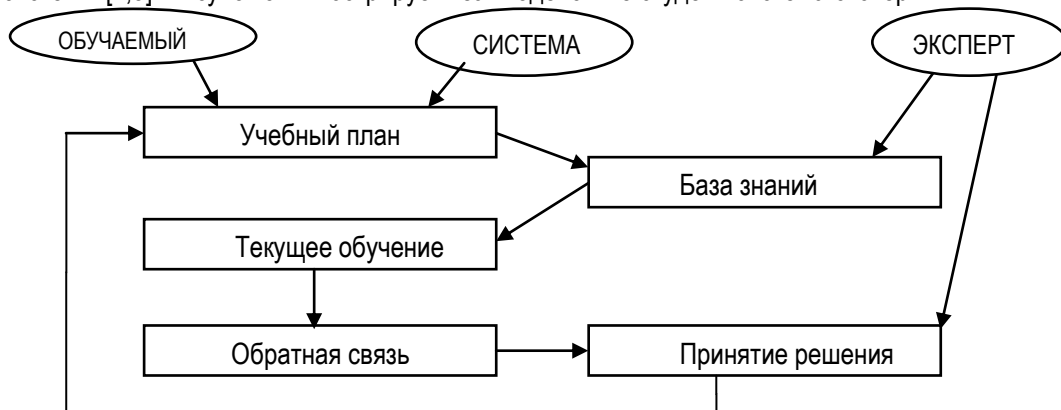 ОБУЧАЕМЫЙ
СИСТЕМА
ЭКСПЕРТ
Учебный план
База знаний
Текущее обучение
Обратная связь
Принятие решения